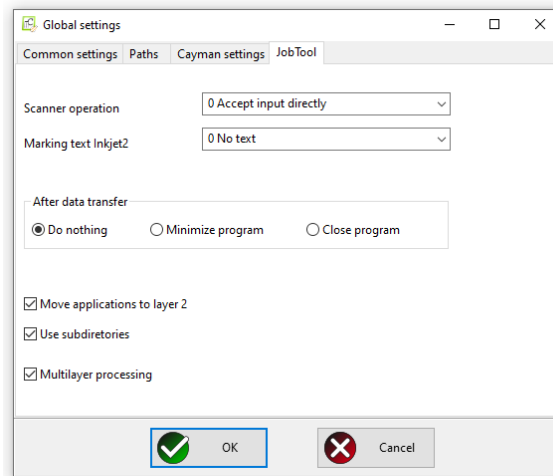 Global settings
Common settings Paths Cayman settings JobTool
Scanner operation 0 Accept input directly
Marking text Inkjet2 0 No text
After data transfer
Do nothing Minimize program Close program
Move applications to layer 2
Use subdiretories
Multilayer processing
OK Cancel